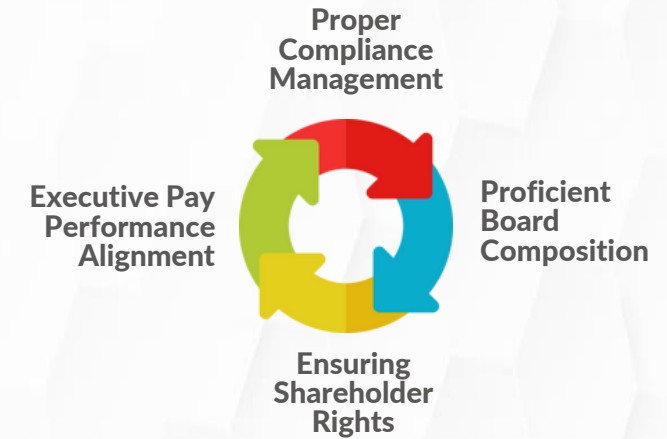 Proper
Compliance
Management
Executive Pay
Performance
Alignment
Proficient
Board
Composition
Ensuring
Shareholder
Rights